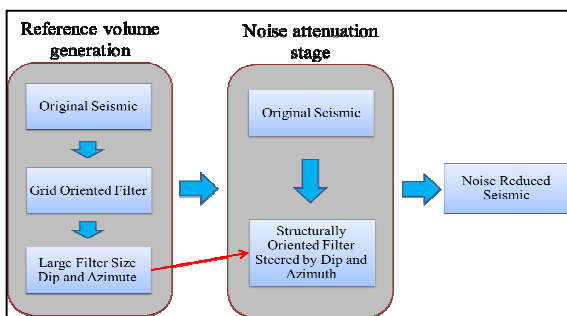 Reference volume
generation
Original Seismic
Grid Oriented Filter
Large Filter Size
Dip and Azimute
Noise attenuation
stage
Original Seismic
Structurally
Oriented Filter
Steered by Dip and
Azimuth
Noise Reduced
Seismic